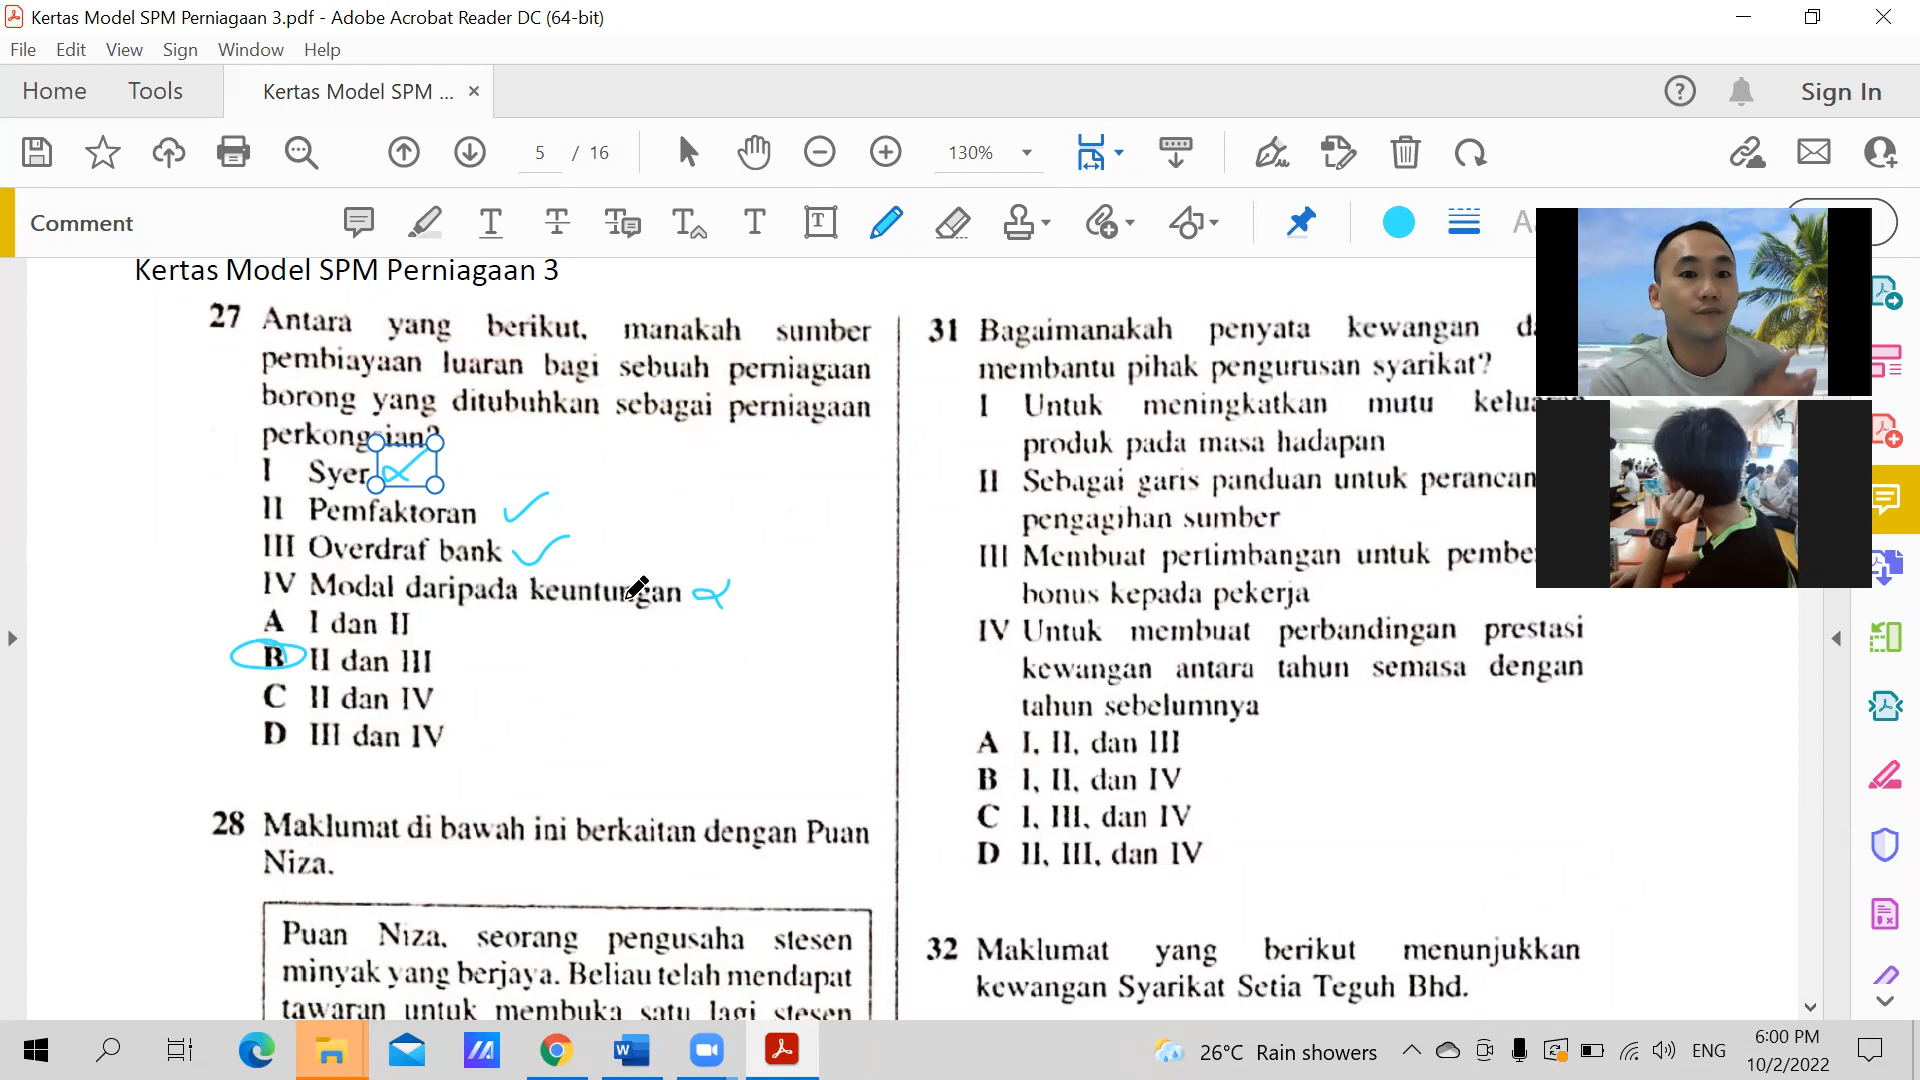 Kertas Model SPM Perniagaan 3.pdf - Adobe Acrobat Reader DC (64-bit)
File Edit View Sign Window Help
Home Tools Kertas Model SPM ... × Sign In
5 / 16 130%
Comment
Kertas Model SPM Perniagaan 3
27 Antara yang berikut, manakah sumber
pembiayaan luaran bagi sebuah perniagaan
borong yang ditubuhkan sebagai perniagaan
perkongsian?
I Syer
II Pemfaktoran
III Overdraf bank
IV Modal daripada keuntungan
A I dan II
B II dan III
C II dan IV
D III dan IV
28 Maklumat di bawah ini berkaitan dengan Puan
Niza.
Puan Niza, seorang pengusaha stesen
minyak yang berjaya. Beliau telah mendapat
tawaran untuk membuka satu lagi stesen
31 Bagaimanakah penyata kewangan
membantu pihak pengurusan syarikat?
I Untuk meningkatkan mutu
produk pada masa hadapan
II Sebagai garis panduan untuk
pengagihan sumber
III Membuat pertimbangan untuk
bonus kepada pekerja
IV Untuk membuat perbandingan prestasi
kewangan antara tahun semasa dengan
tahun sebelumnya
A I, II, dan III
B I, II, dan IV
C I, III, dan IV
D II, III, dan IV
32 Maklumat yang berikut menunjukkan
kewangan Syarikat Setia Teguh Bhd.
26°C Rain showers ENG
6:00 PM
10/2/2022